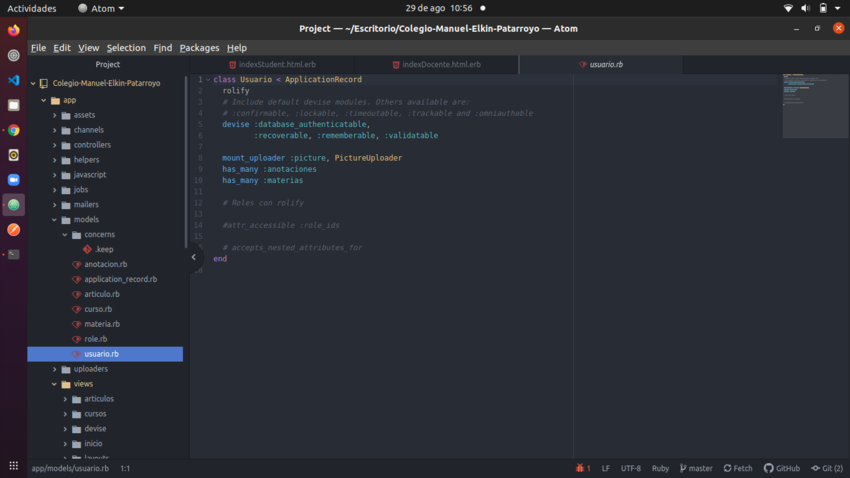 Actividades
Atom
29 de ago 10:56
Project — ~/Escritorio/Colegio-Manuel-Elkin-Patarroyo — Atom
File Edit View Selection Find Packages Help
Project
indexStudent.html.erb
indexDocente.html.erb
usuario.rb
Colegio-Manuel-Elkin-Patarroyo
app
assets
channels
controllers
helpers
javascript
jobs
mailers
models
concerns
.keep
anotacion.rb
application_record.rb
articulo.rb
curso.rb
materia.rb
role.rb
usuario.rb
uploaders
views
articulos
cursos
devise
inicio
layouts
1 class Usuario < ApplicationRecord
2 rolify
3 # Include default devise modules. Others available are:
4 # :confirmable, :lockable, :timeoutable, :trackable and :omniauthable
5 devise :database_authenticatable,
6 :recoverable, :rememberable, :validatable
7
8 mount_uploader :picture, PictureUploader
9 has_many :anotaciones
10 has_many :materias
11
12 # Roles con rolify
13
14 #attr_accessible :role_ids
15
# accepts_nested_attributes_for
end
app/models/usuario.rb 1:1
1 LF UTF-8 Ruby master Fetch GitHub Git (2)